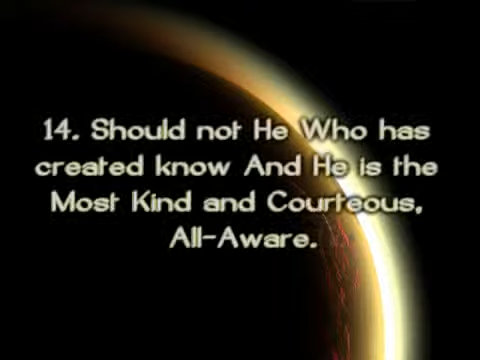 14. Should not He Who has
created know And He is the
Most Kind and Courteous,
All-Aware.